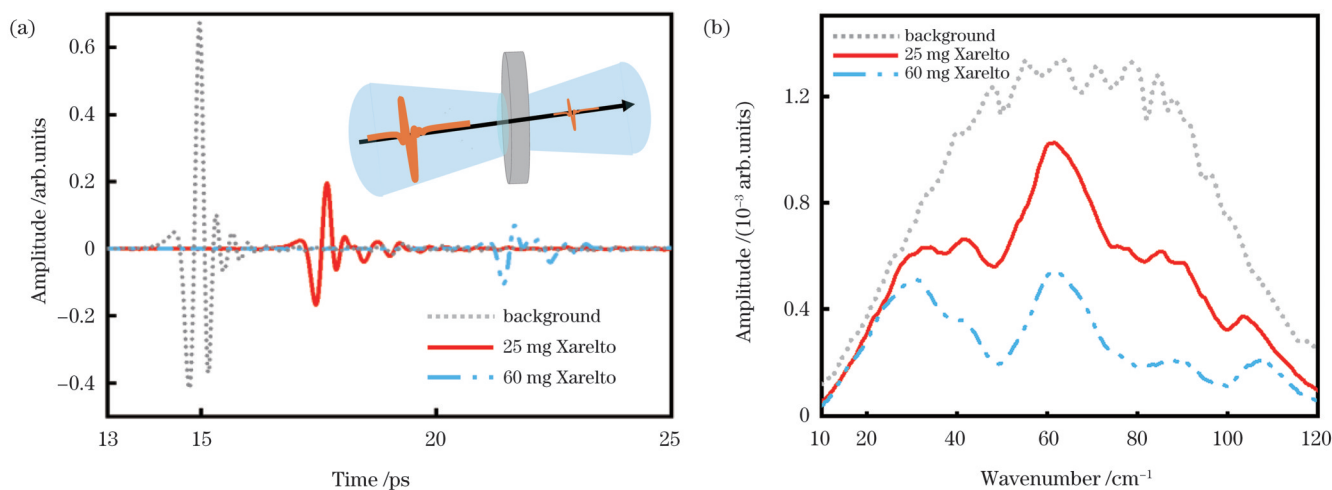 (a)
Amplitude /arb.units
0.6
0.4
0.2
0
−0.2
−0.4
13
15
20
25
Time /ps
background
25 mg Xarelto
60 mg Xarelto
(b)
Amplitude /(10⁻³ arb.units)
1.2
0.8
0.4
0
10
20
40
60
80
100
120
Wavenumber /cm⁻¹
background
25 mg Xarelto
60 mg Xarelto